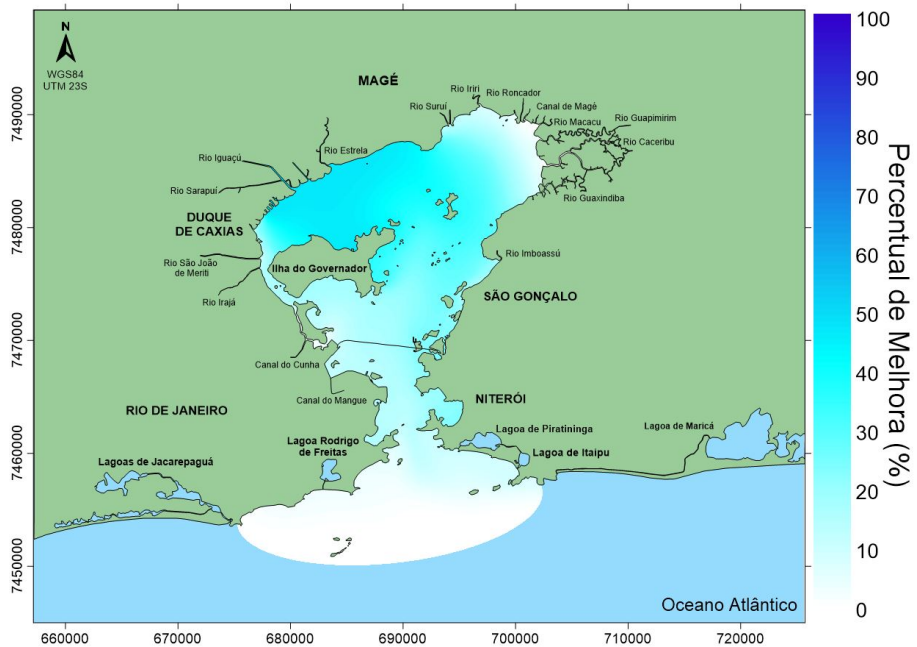 N
WGS84
UTM 23S
MAGÉ
Rio Iriri
Rio Roncador
Rio Suruí
Canal de Magé
Rio Macacu
Rio Guapimirim
Rio Caceribu
Rio Estrela
Rio Iguaçú
Rio Sarapuí
Rio Guaxindiba
DUQUE
DE CAXIAS
Rio São João
de Meriti
Ilha do Governador
Rio Imboassú
Rio Irajá
SÃO GONÇALO
Canal do Cunha
Canal do Mangue
RIO DE JANEIRO
NITERÓI
Lagoa de Piratininga
Lagoa de Maricá
Lagoa Rodrigo
de Freitas
Lagoa de Itaipu
Lagoas de Jacarepaguá
Oceano Atlântico
7490000
7480000
7470000
7460000
7450000
660000 670000 680000 690000 700000 710000 720000
100
90
80
70
60
50
40
30
20
10
0
Percentual de Melhora (%)